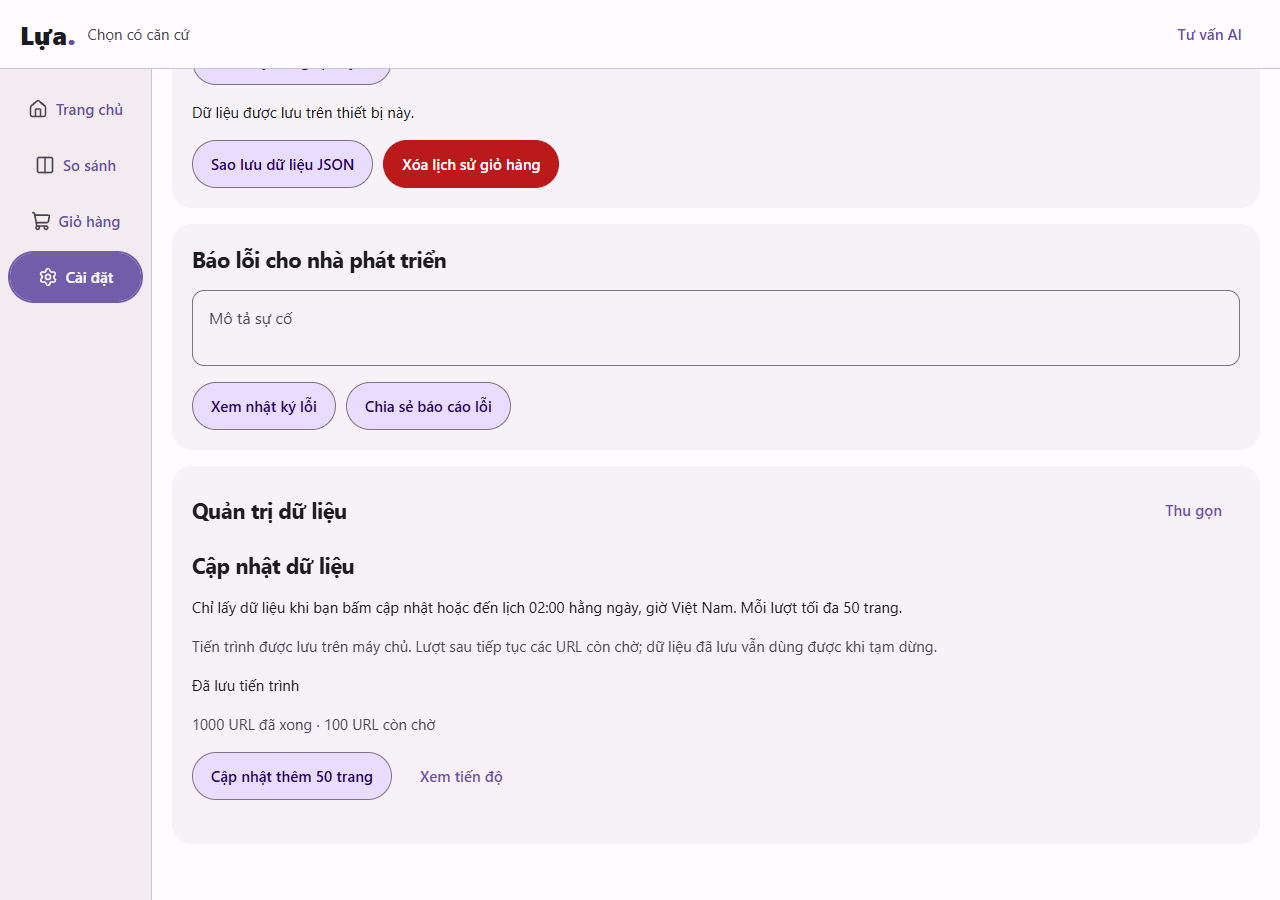 Lựa. Chọn có căn cứ
Tư vấn AI
Trang chủ
So sánh
Giỏ hàng
Cài đặt
Dữ liệu được lưu trên thiết bị này.
Sao lưu dữ liệu JSON
Xóa lịch sử giỏ hàng
Báo lỗi cho nhà phát triển
Mô tả sự cố
Xem nhật ký lỗi
Chia sẻ báo cáo lỗi
Quản trị dữ liệu
Thu gọn
Cập nhật dữ liệu
Chỉ lấy dữ liệu khi bạn bấm cập nhật hoặc đến lịch 02:00 hằng ngày, giờ Việt Nam. Mỗi lượt tối đa 50 trang.
Tiến trình được lưu trên máy chủ. Lượt sau tiếp tục các URL còn chờ; dữ liệu đã lưu vẫn dùng được khi tạm dừng.
Đã lưu tiến trình
1000 URL đã xong · 100 URL còn chờ
Cập nhật thêm 50 trang
Xem tiến độ